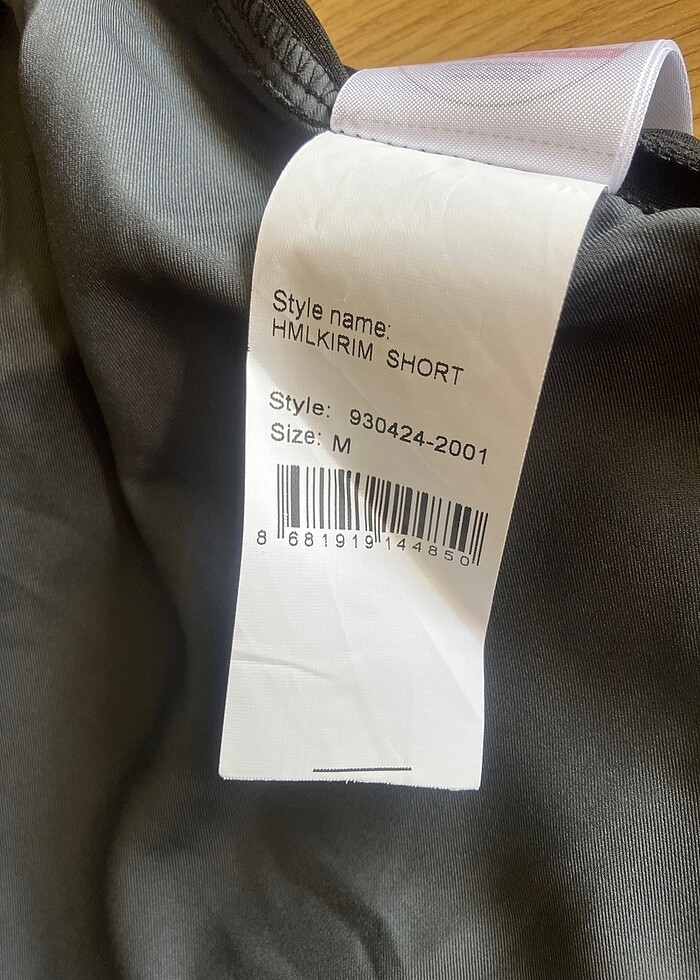 Style name:
HMLKIRIM SHORT
Style: 930424-2001
Size: M
8 681919 144850